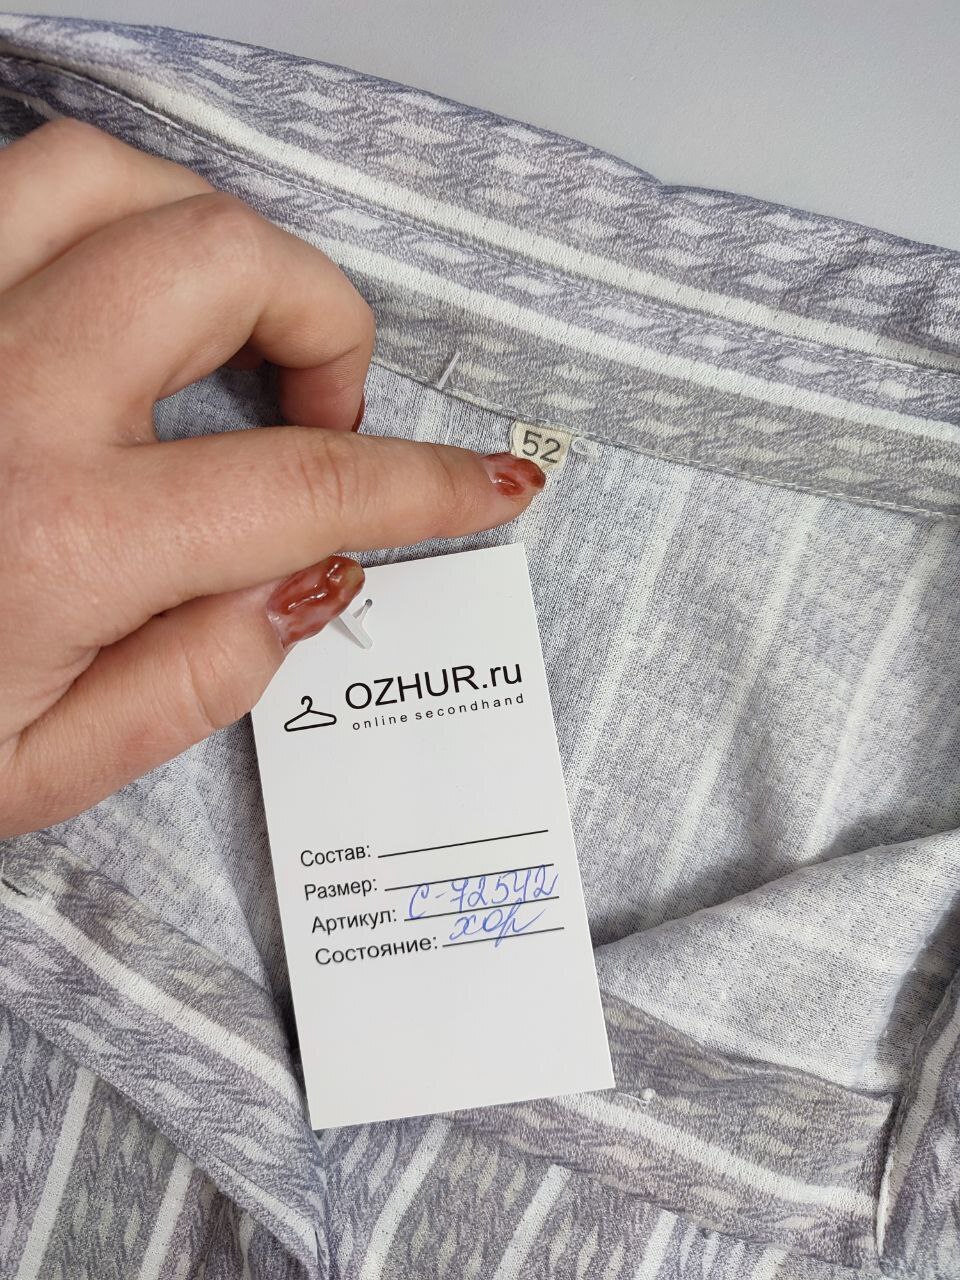 52
OZHUR.ru
online secondhand
Состав:
Размер:
Артикул: С-72542
Состояние: хор